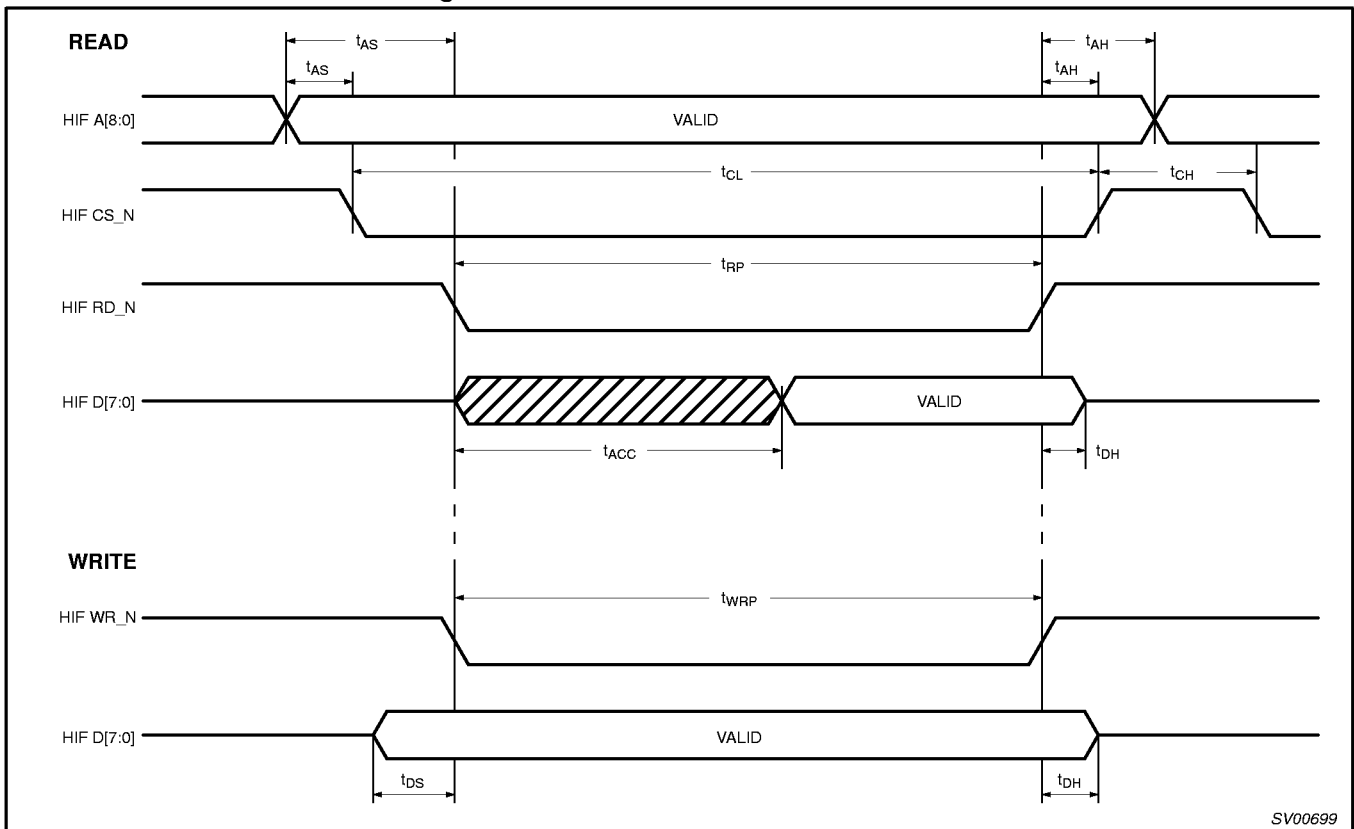 READ
tAS
tAH
tAS
tAH
HIF A[8:0]
VALID
tCL
tCH
HIF CS_N
tRP
HIF RD_N
HIF D[7:0]
VALID
tACC
tDH
WRITE
tWRP
HIF WR_N
HIF D[7:0]
VALID
tDS
tDH
SV00699